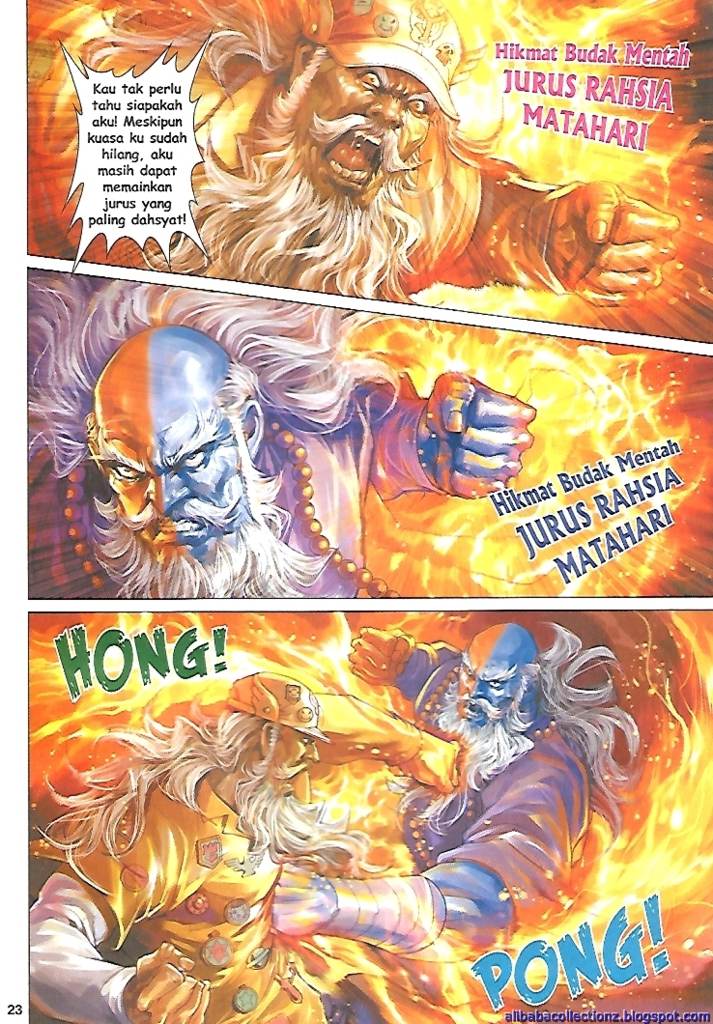 Kau tak perlu
tahu siapakah
aku! Meskipun
kuasa ku sudah
hilang, aku
masih dapat
memainkan
jurus yang
paling dahsyat!
Hikmat Budak Mentah
JURUS RAHSIA
MATAHARI
Hikmat Budak Mentah
JURUS RAHSIA
MATAHARI
HONG!
PONG!
23
alibabacollectionz.blogspot.com